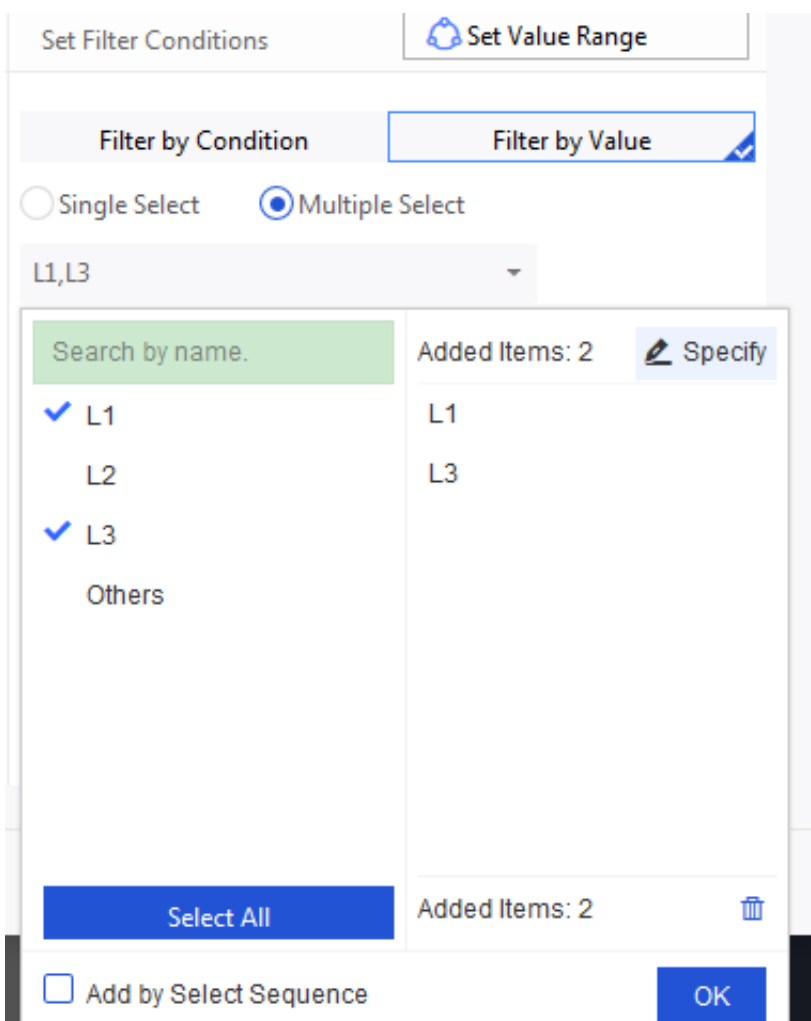 Set Filter Conditions
Set Value Range
Filter by Condition
Filter by Value
Single Select
Multiple Select
L1,L3
Search by name.
Added Items: 2
Specify
L1
L2
L3
Others
L1
L3
Select All
Added Items: 2
Add by Select Sequence
OK